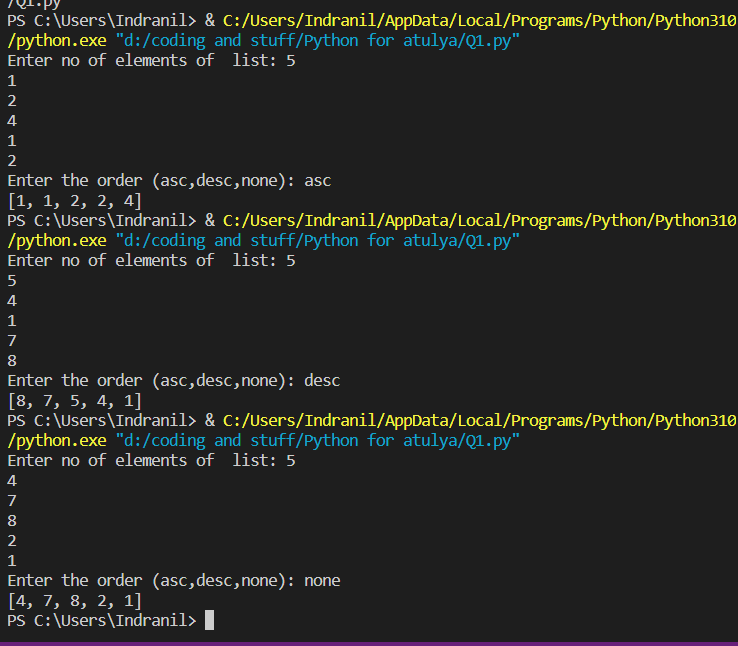 /Q1.py
PS C:\Users\Indranil> & C:/Users/Indranil/AppData/Local/Programs/Python/Python310
/python.exe "d:/coding and stuff/Python for atulya/Q1.py"
Enter no of elements of  list: 5
1
2
4
1
2
Enter the order (asc,desc,none): asc
[1, 1, 2, 2, 4]
PS C:\Users\Indranil> & C:/Users/Indranil/AppData/Local/Programs/Python/Python310
/python.exe "d:/coding and stuff/Python for atulya/Q1.py"
Enter no of elements of  list: 5
5
4
1
7
8
Enter the order (asc,desc,none): desc
[8, 7, 5, 4, 1]
PS C:\Users\Indranil> & C:/Users/Indranil/AppData/Local/Programs/Python/Python310
/python.exe "d:/coding and stuff/Python for atulya/Q1.py"
Enter no of elements of  list: 5
4
7
8
2
1
Enter the order (asc,desc,none): none
[4, 7, 8, 2, 1]
PS C:\Users\Indranil>